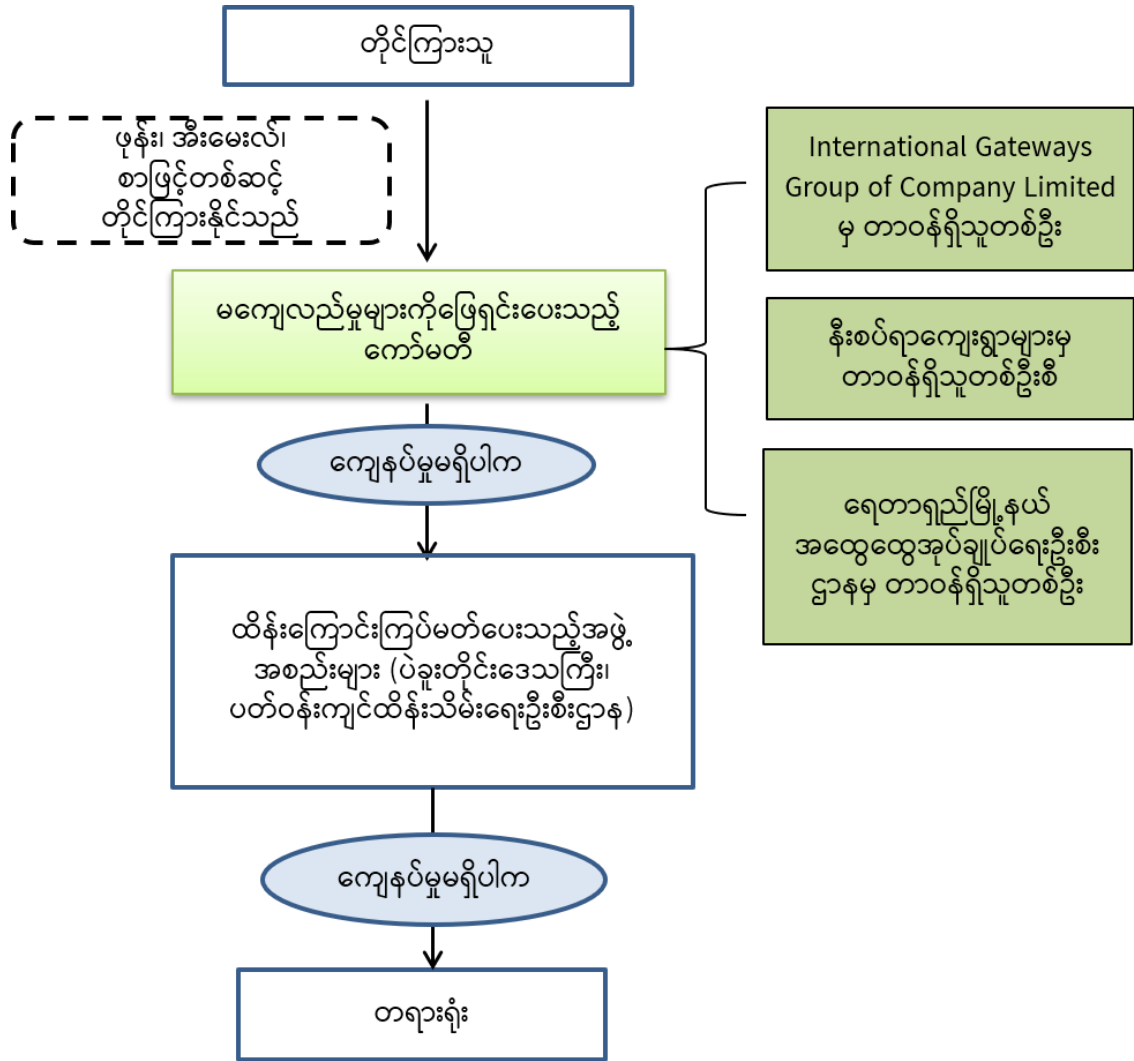 တိုင်ကြားသူ
ဖုန်း၊ အီးမေးလ်၊
စာဖြင့်တစ်ဆင့်
တိုင်ကြားနိုင်သည်
မကျေလည်မှုများကိုဖြေရှင်းပေးသည့်
ကော်မတီ
International Gateways
Group of Company Limited
မှ တာဝန်ရှိသူတစ်ဦး
နီးစပ်ရာကျေးရွာများမှ
တာဝန်ရှိသူတစ်ဦးစီ
ရေတာရှည်မြို့နယ်
အထွေထွေအုပ်ချုပ်ရေးဦးစီး
ဌာနမှ တာဝန်ရှိသူတစ်ဦး
ကျေနပ်မှုမရှိပါက
ထိန်းကြောင်းကြပ်မတ်ပေးသည့်အဖွဲ့
အစည်းများ (ပဲခူးတိုင်းဒေသကြီး၊
ပတ်ဝန်းကျင်ထိန်းသိမ်းရေးဦးစီးဌာန)
ကျေနပ်မှုမရှိပါက
တရားရုံး